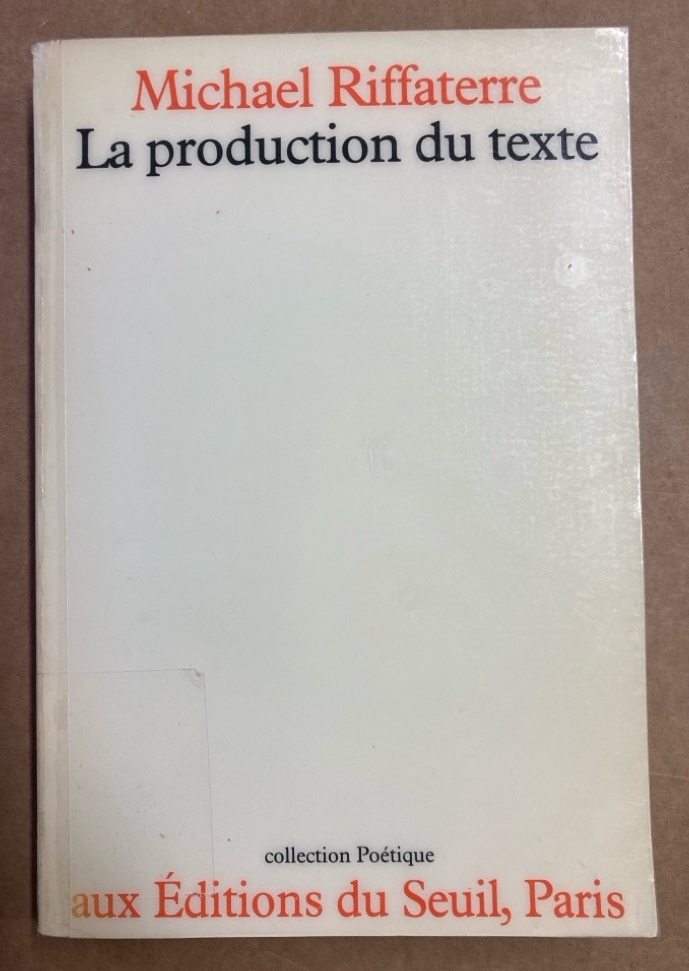 Michael Riffaterre
La production du texte
collection Poétique
aux Éditions du Seuil, Paris